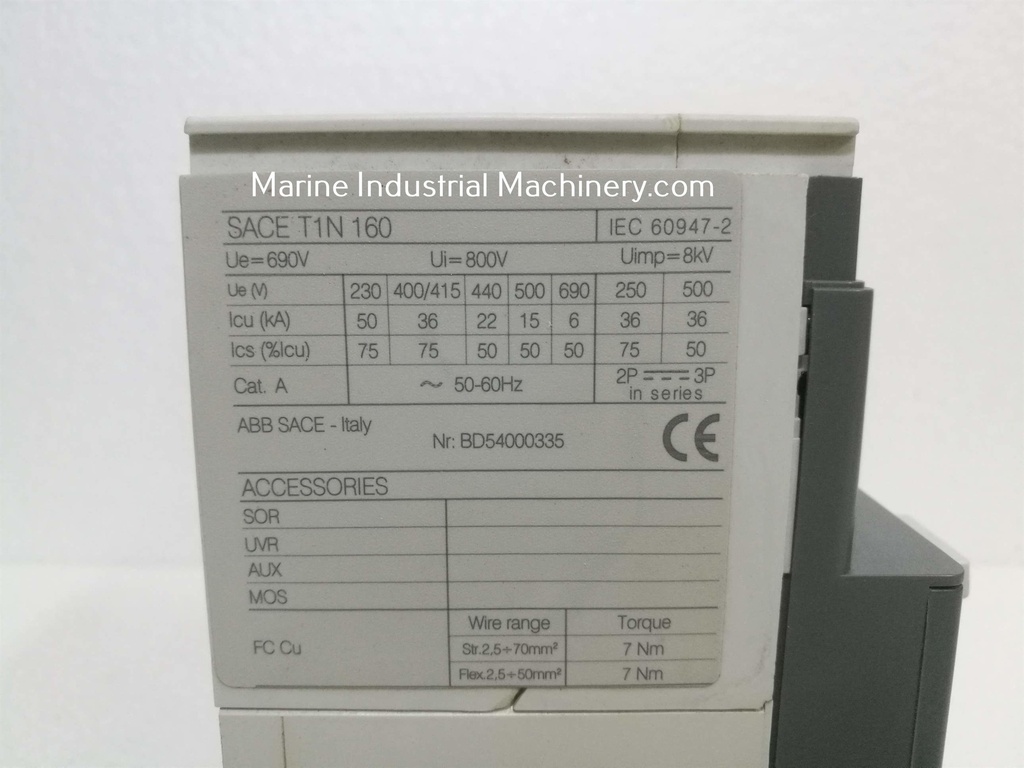 Marine Industrial Machinery.com
SACE T1N 160 IEC 60947-2
Ue=690V Ui=800V Uimp=8kV
Ue (V) 230 400/415 440 500 690 250 500
Icu (kA) 50 36 22 15 6 36 36
Ics (%Icu) 75 75 50 50 50 75 50
Cat. A ~ 50-60Hz 2P ⎓ 3P
in series
ABB SACE - Italy
Nr: BD54000335 CE
ACCESSORIES
SOR
UVR
AUX
MOS
Wire range Torque
FC Cu Str.2,5÷70mm² 7 Nm
Flex.2,5÷50mm² 7 Nm